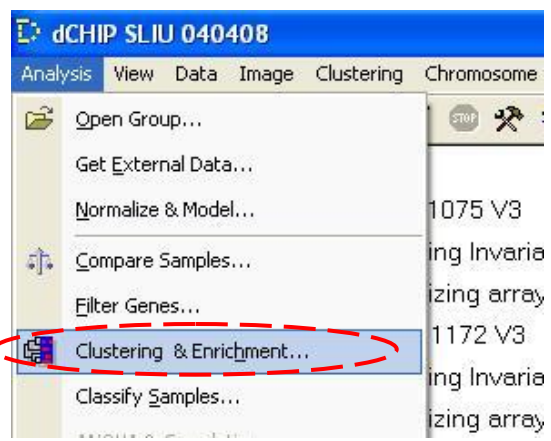 dCHIP SLIU 040408
Analysis View Data Image Clustering Chromosome
Open Group...
STOP
Get External Data...
Normalize & Model...
1075 V3
Compare Samples...
ing Invaria
Filter Genes...
izing array
Clustering & Enrichment...
1172 V3
ing Invaria
Classify Samples...
izing array